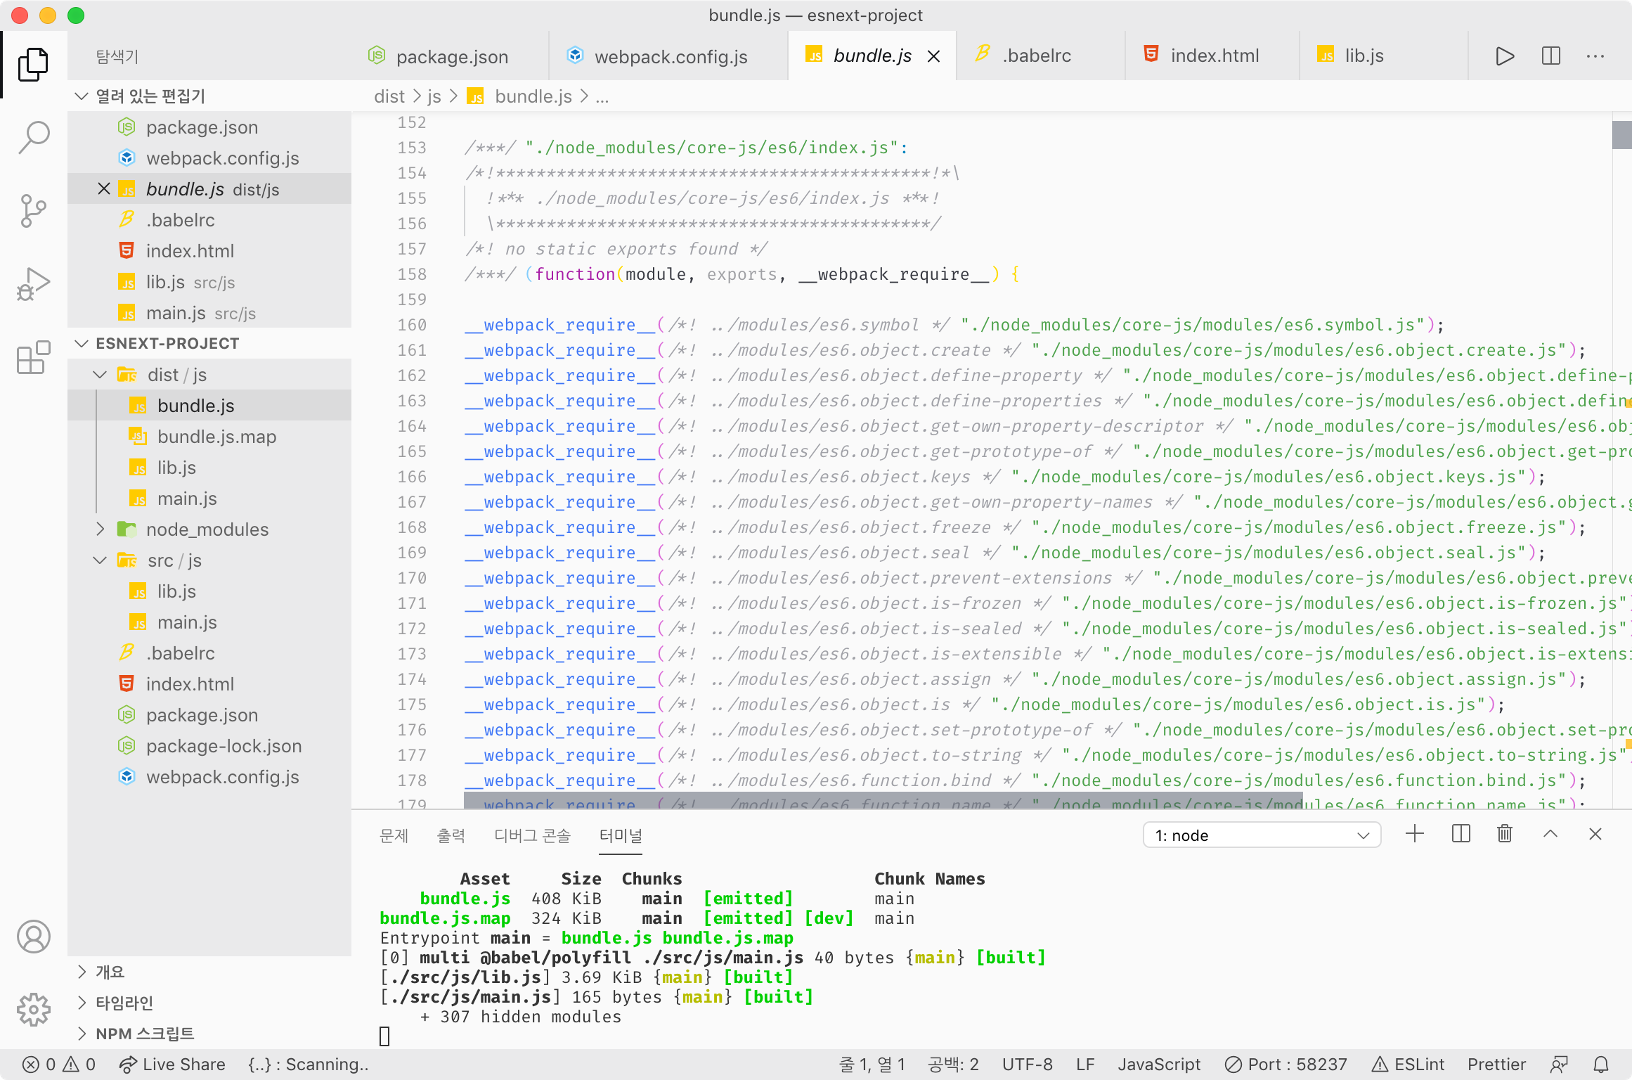 bundle.js — esnext-project
탐색기
package.json
webpack.config.js
bundle.js
.babelrc
index.html
lib.js
열려 있는 편집기
package.json
webpack.config.js
bundle.js dist/js
.babelrc
index.html
lib.js src/js
main.js src/js
ESNEXT-PROJECT
dist / js
bundle.js
bundle.js.map
lib.js
main.js
node_modules
src / js
lib.js
main.js
.babelrc
index.html
package.json
package-lock.json
webpack.config.js
개요
타임라인
NPM 스크립트
dist > js > JS bundle.js > ...
152
153 /***/ "./node_modules/core-js/es6/index.js":
154 /*!*******************************************!*\
155   !*** ./node_modules/core-js/es6/index.js ***!
156   \*******************************************/
157 /*! no static exports found */
158 /***/ (function(module, exports, __webpack_require__) {
159
160 __webpack_require__(/*! ../modules/es6.symbol */ "./node_modules/core-js/modules/es6.symbol.js");
161 __webpack_require__(/*! ../modules/es6.object.create */ "./node_modules/core-js/modules/es6.object.create.js");
162 __webpack_require__(/*! ../modules/es6.object.define-property */ "./node_modules/core-js/modules/es6.object.define-p
163 __webpack_require__(/*! ../modules/es6.object.define-properties */ "./node_modules/core-js/modules/es6.object.define
164 __webpack_require__(/*! ../modules/es6.object.get-own-property-descriptor */ "./node_modules/core-js/modules/es6.obj
165 __webpack_require__(/*! ../modules/es6.object.get-prototype-of */ "./node_modules/core-js/modules/es6.object.get-pro
166 __webpack_require__(/*! ../modules/es6.object.keys */ "./node_modules/core-js/modules/es6.object.keys.js");
167 __webpack_require__(/*! ../modules/es6.object.get-own-property-names */ "./node_modules/core-js/modules/es6.object.g
168 __webpack_require__(/*! ../modules/es6.object.freeze */ "./node_modules/core-js/modules/es6.object.freeze.js");
169 __webpack_require__(/*! ../modules/es6.object.seal */ "./node_modules/core-js/modules/es6.object.seal.js");
170 __webpack_require__(/*! ../modules/es6.object.prevent-extensions */ "./node_modules/core-js/modules/es6.object.preve
171 __webpack_require__(/*! ../modules/es6.object.is-frozen */ "./node_modules/core-js/modules/es6.object.is-frozen.js")
172 __webpack_require__(/*! ../modules/es6.object.is-sealed */ "./node_modules/core-js/modules/es6.object.is-sealed.js")
173 __webpack_require__(/*! ../modules/es6.object.is-extensible */ "./node_modules/core-js/modules/es6.object.is-extensi
174 __webpack_require__(/*! ../modules/es6.object.assign */ "./node_modules/core-js/modules/es6.object.assign.js");
175 __webpack_require__(/*! ../modules/es6.object.is */ "./node_modules/core-js/modules/es6.object.is.js");
176 __webpack_require__(/*! ../modules/es6.object.set-prototype-of */ "./node_modules/core-js/modules/es6.object.set-pro
177 __webpack_require__(/*! ../modules/es6.object.to-string */ "./node_modules/core-js/modules/es6.object.to-string.js"
178 __webpack_require__(/*! ../modules/es6.function.bind */ "./node_modules/core-js/modules/es6.function.bind.js");
179 __webpack_require__(/*! ../modules/es6.function.name */ "./node_modules/core-js/modules/es6.function.name.js");
문제 출력 디버그 콘솔 터미널
1: node
Asset Size Chunks Chunk Names
bundle.js 408 KiB main [emitted] main
bundle.js.map 324 KiB main [emitted] [dev] main
Entrypoint main = bundle.js bundle.js.map
[0] multi @babel/polyfill ./src/js/main.js 40 bytes {main} [built]
[./src/js/lib.js] 3.69 KiB {main} [built]
[./src/js/main.js] 165 bytes {main} [built]
+ 307 hidden modules
0 0 Live Share {..} : Scanning.. 줄 1, 열 1 공백: 2 UTF-8 LF JavaScript Port : 58237 ESLint Prettier